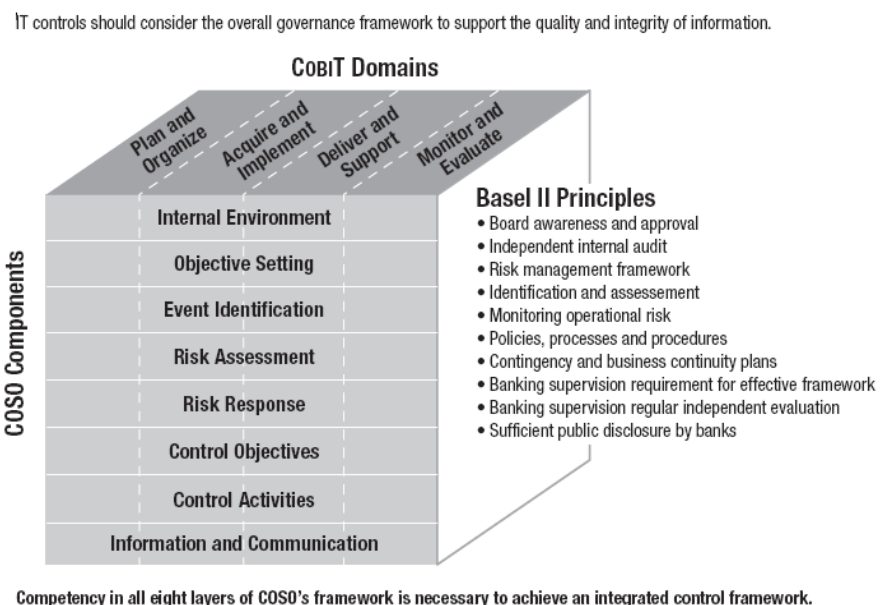 IT controls should consider the overall governance framework to support the quality and integrity of information.
COBIT Domains
Plan and
Organize
Acquire and
Implement
Deliver and
Support
Monitor and
Evaluate
COSO Components
Internal Environment
Objective Setting
Event Identification
Risk Assessment
Risk Response
Control Objectives
Control Activities
Information and Communication
Basel II Principles
• Board awareness and approval
• Independent internal audit
• Risk management framework
• Identification and assessement
• Monitoring operational risk
• Policies, processes and procedures
• Contingency and business continuity plans
• Banking supervision requirement for effective framework
• Banking supervision regular independent evaluation
• Sufficient public disclosure by banks
Competency in all eight layers of COSO's framework is necessary to achieve an integrated control framework.